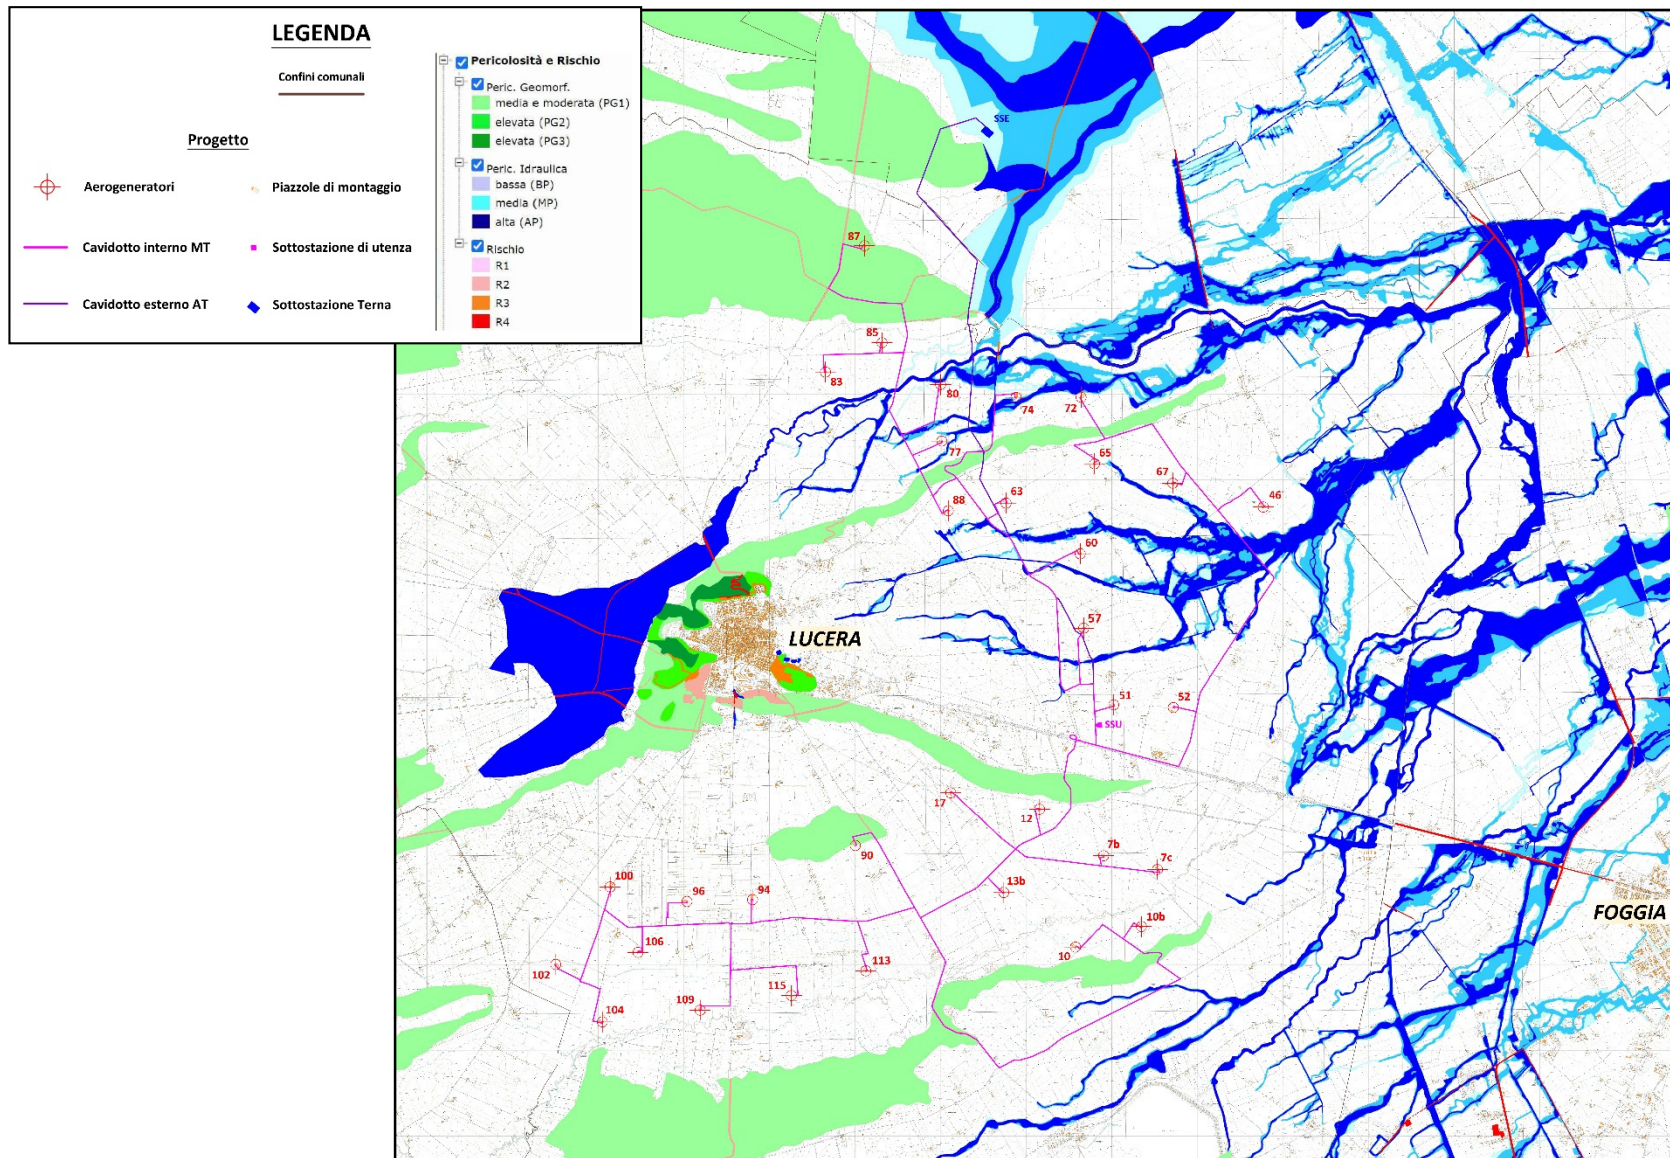 LEGENDA
Confini comunali
Progetto
Aerogeneratori
Piazzole di montaggio
Cavidotto interno MT
Sottostazione di utenza
Cavidotto esterno AT
Sottostazione Terna
Pericolosità e Rischio
Peric. Geomorf.
media e moderata (PG1)
elevata (PG2)
elevata (PG3)
Peric. Idraulica
bassa (BP)
media (MP)
alta (AP)
Rischio
R1
R2
R3
R4
SSE
87
85
83
80
74
72
77
65
67
46
88
63
60
57
LUCERA
51
52
SSU
17
12
90
7b
7c
13b
100
96
94
10b
106
10
102
113
115
109
104
FOGGIA